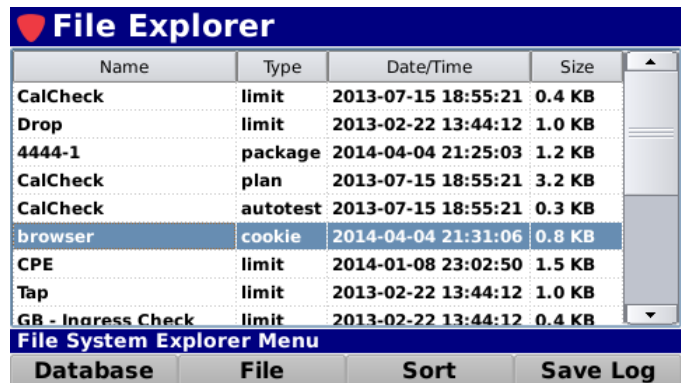 File Explorer
Name Type Date/Time Size
CalCheck limit 2013-07-15 18:55:21 0.4 KB
Drop limit 2013-02-22 13:44:12 1.0 KB
4444-1 package 2014-04-04 21:25:03 1.2 KB
CalCheck plan 2013-07-15 18:55:21 3.2 KB
CalCheck autotest 2013-07-15 18:55:21 0.3 KB
browser cookie 2014-04-04 21:31:06 0.8 KB
CPE limit 2014-01-08 23:02:50 1.5 KB
Tap limit 2013-02-22 13:44:12 1.0 KB
GB - Ingress Check limit 2013-02-22 13:44:12 0.4 KB
File System Explorer Menu
Database File Sort Save Log